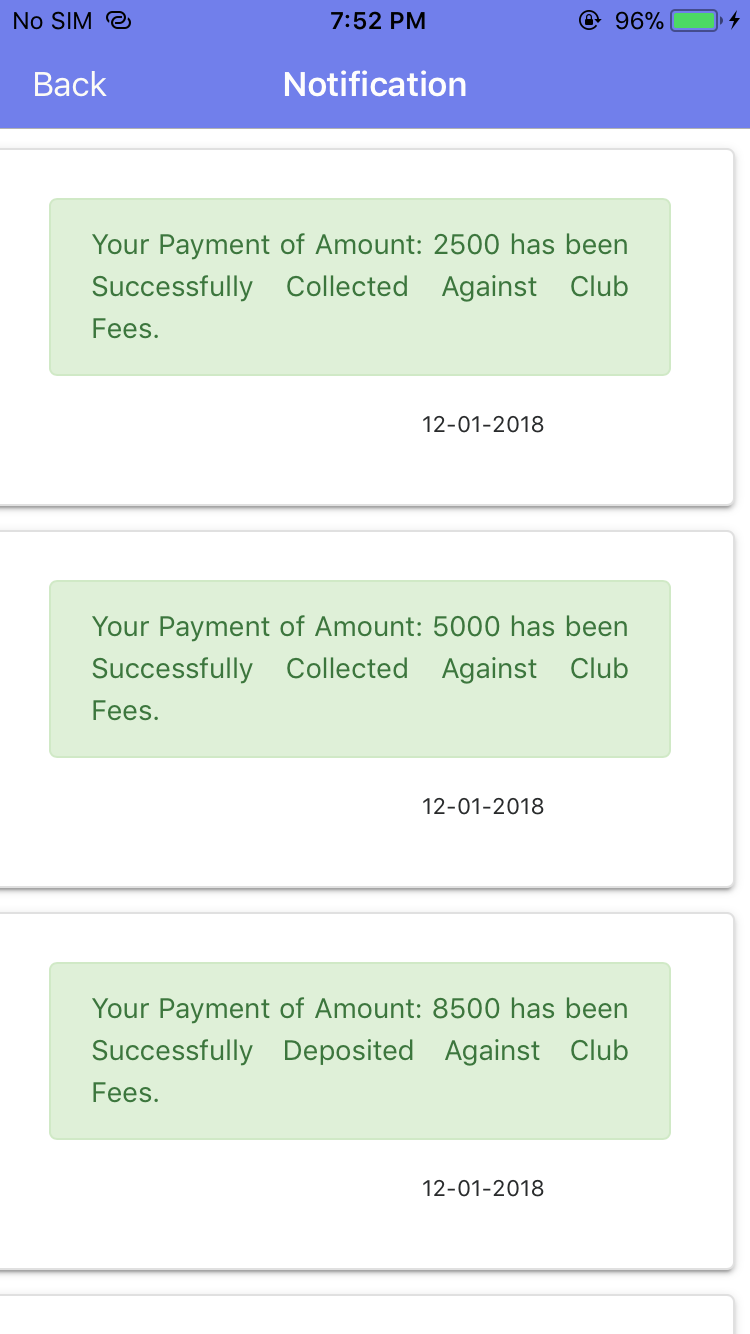 No SIM 7:52 PM 96%
Back Notification
Your Payment of Amount: 2500 has been
Successfully Collected Against Club
Fees.
12-01-2018
Your Payment of Amount: 5000 has been
Successfully Collected Against Club
Fees.
12-01-2018
Your Payment of Amount: 8500 has been
Successfully Deposited Against Club
Fees.
12-01-2018